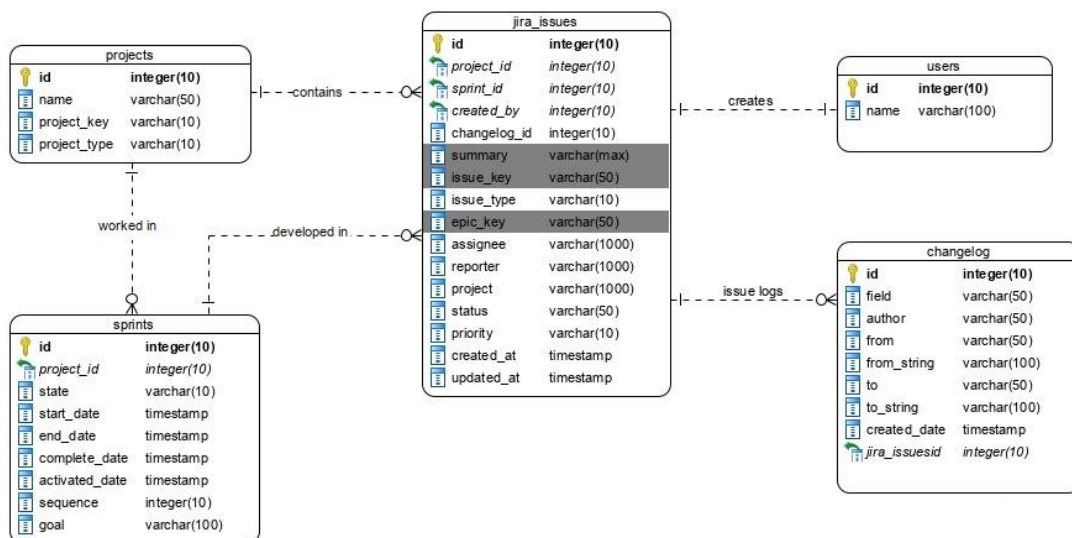 projects
id integer(10)
name varchar(50)
project_key varchar(10)
project_type varchar(10)
contains
worked in
developed in
sprints
id integer(10)
project_id integer(10)
state varchar(10)
start_date timestamp
end_date timestamp
complete_date timestamp
activated_date timestamp
sequence integer(10)
goal varchar(100)
jira_issues
id integer(10)
project_id integer(10)
sprint_id integer(10)
created_by integer(10)
changelog_id integer(10)
summary varchar(max)
issue_key varchar(50)
issue_type varchar(10)
epic_key varchar(50)
assignee varchar(1000)
reporter varchar(1000)
project varchar(1000)
status varchar(50)
priority varchar(10)
created_at timestamp
updated_at timestamp
creates
issue logs
users
id integer(10)
name varchar(100)
changelog
id integer(10)
field varchar(50)
author varchar(50)
from varchar(50)
from_string varchar(100)
to varchar(50)
to_string varchar(100)
created_date timestamp
jira_issuesid integer(10)